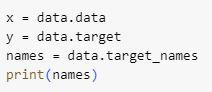 x = data.data
y = data.target
names = data.target_names
print(names)